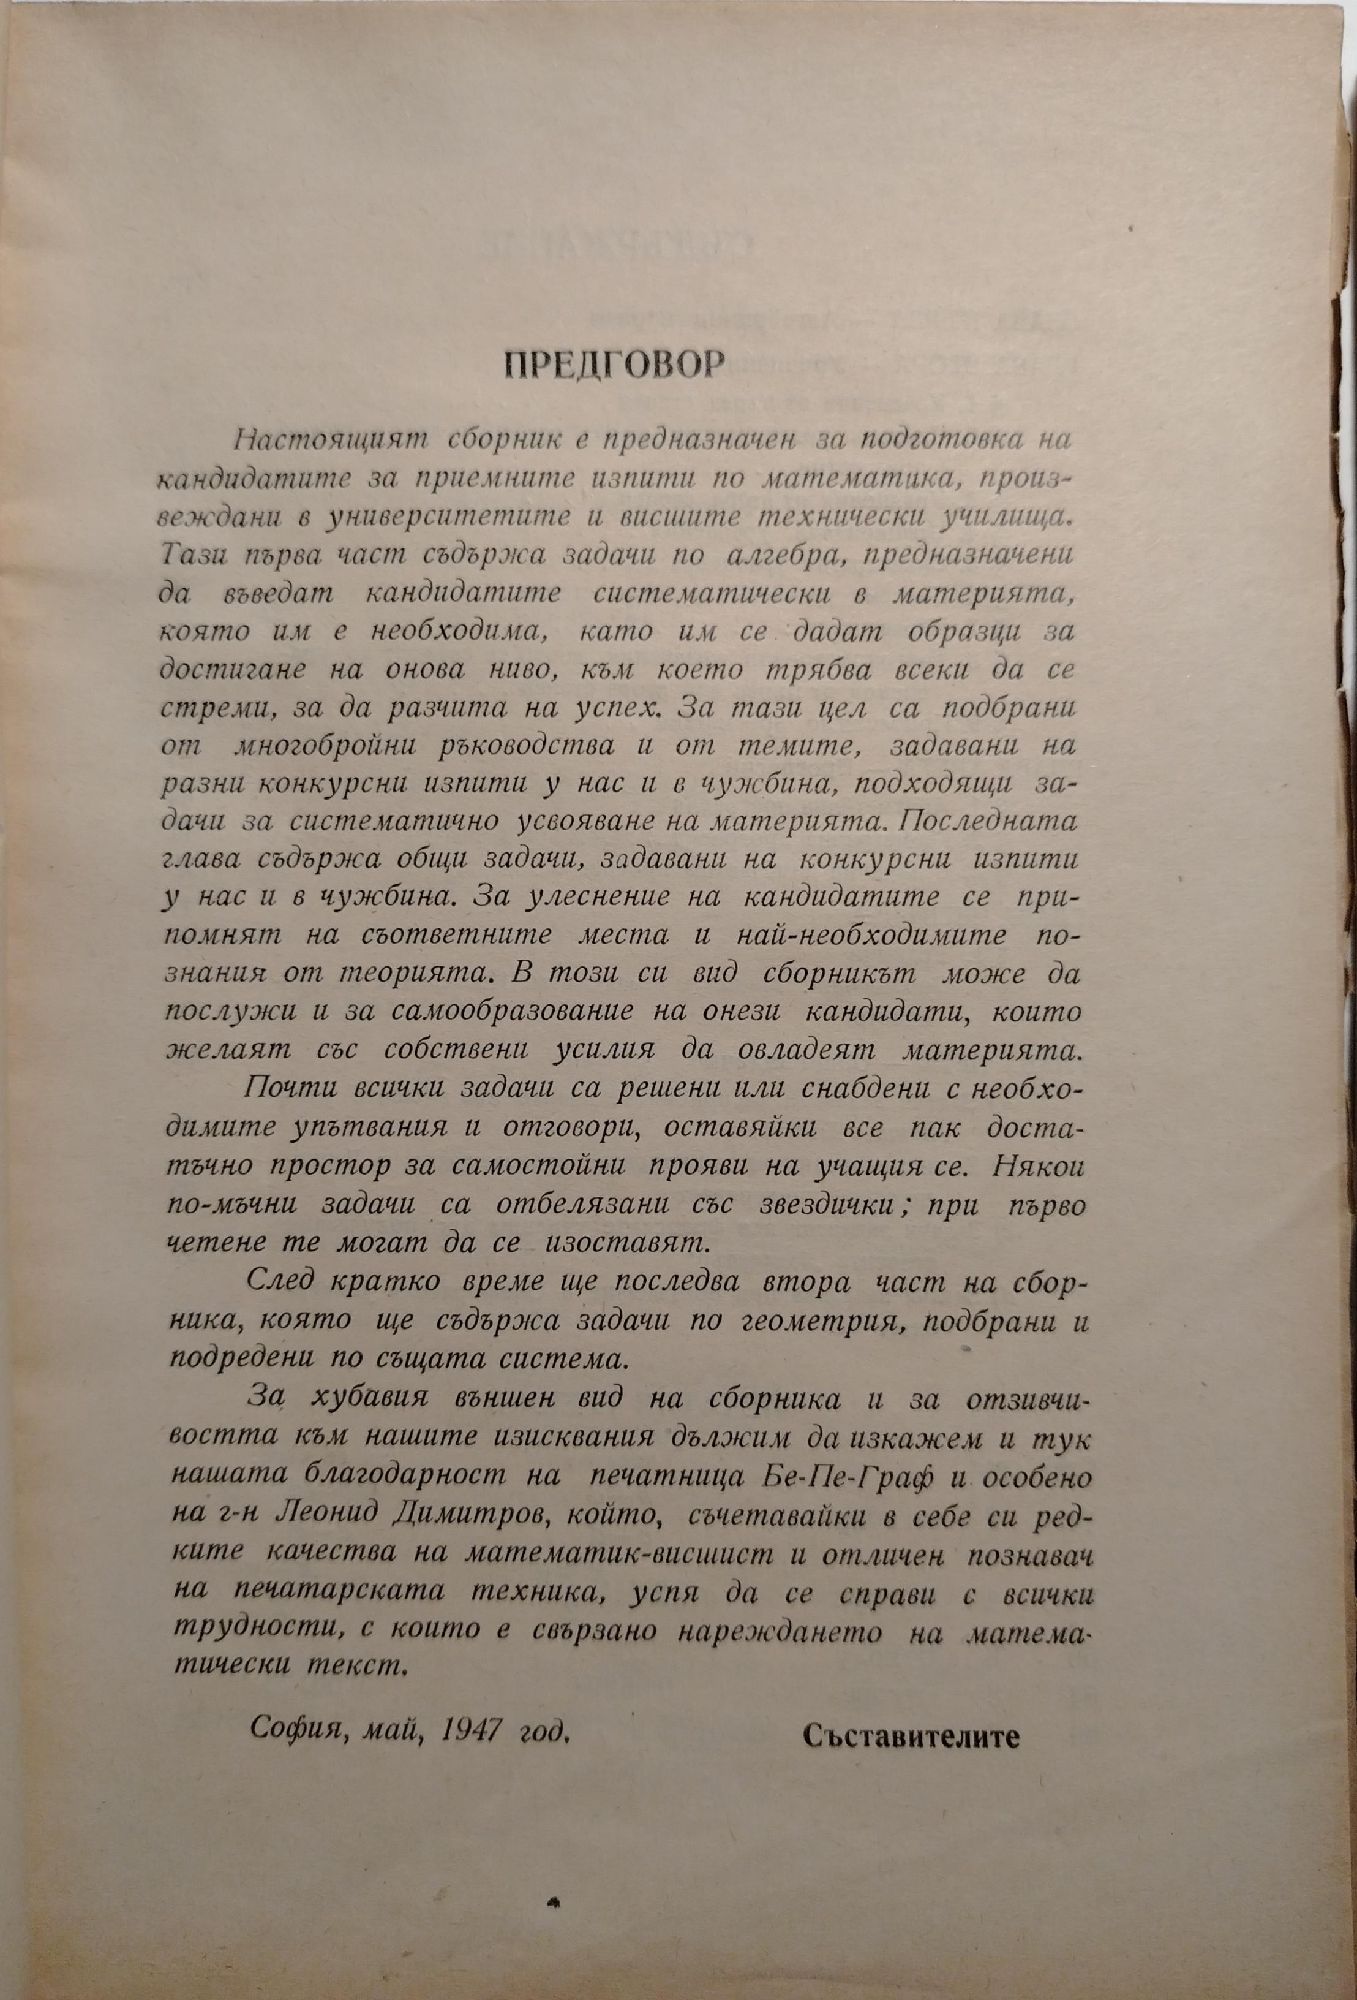 ПРЕДГОВОР
Настоящият сборник е предназначен за подготовка на
кандидатите за приемните изпити по математика, произ-
веждани в университетите и висшите технически училища.
Тази първа част съдържа задачи по алгебра, предназначени
да въведат кандидатите систематически в материята,
която им е необходима, като им се дадат образци за
достигане на онова ниво, към което трябва всеки да се
стреми, за да разчита на успех. За тази цел са подбрани
от многобройни ръководства и от темите, задавани на
разни конкурсни изпити у нас и в чужбина, подходящи за-
дачи за систематично усвояване на материята. Последната
глава съдържа общи задачи, задавани на конкурсни изпити
у нас и в чужбина. За улеснение на кандидатите се при-
помнят на съответните места и най-необходимите по-
знания от теорията. В този си вид сборникът може да
послужи и за самообразование на онези кандидати, които
желаят със собствени усилия да овладеят материята.
Почти всички задачи са решени или снабдени с необхо-
димите упътвания и отговори, оставяйки все пак доста-
тъчно простор за самостойни прояви на учащия се. Някои
по-мъчни задачи са отбелязани със звездички; при първо
четене те могат да се изоставят.
След кратко време ще последва втора част на сбор-
ника, която ще съдържа задачи по геометрия, подбрани и
подредени по същата система.
За хубавия външен вид на сборника и за отзивчи-
востта към нашите изисквания дължим да изкажем и тук
нашата благодарност на печатница Бе-Пе-Граф и особено
на г-н Леонид Димитров, който, съчетавайки в себе си ред-
ките качества на математик-висшист и отличен познавач
на печатарската техника, успя да се справи с всички
трудности, с които е свързано нареждането на матема-
тически текст.
София, май, 1947 год.
Съставителите